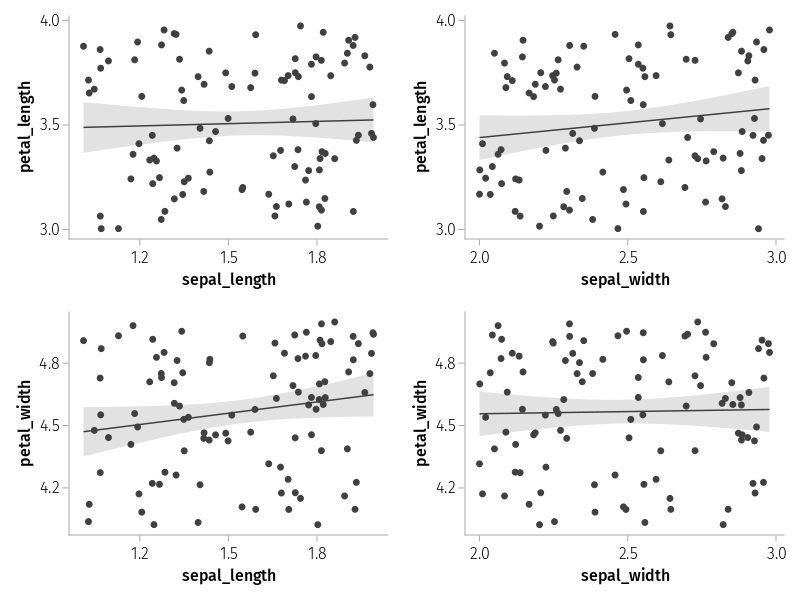 4.0
3.5
3.0
petal_length
1.2 1.5 1.8
sepal_length
4.0
3.5
3.0
petal_length
2.0 2.5 3.0
sepal_width
4.8
4.5
4.2
petal_width
1.2 1.5 1.8
sepal_length
4.8
4.5
4.2
petal_width
2.0 2.5 3.0
sepal_width